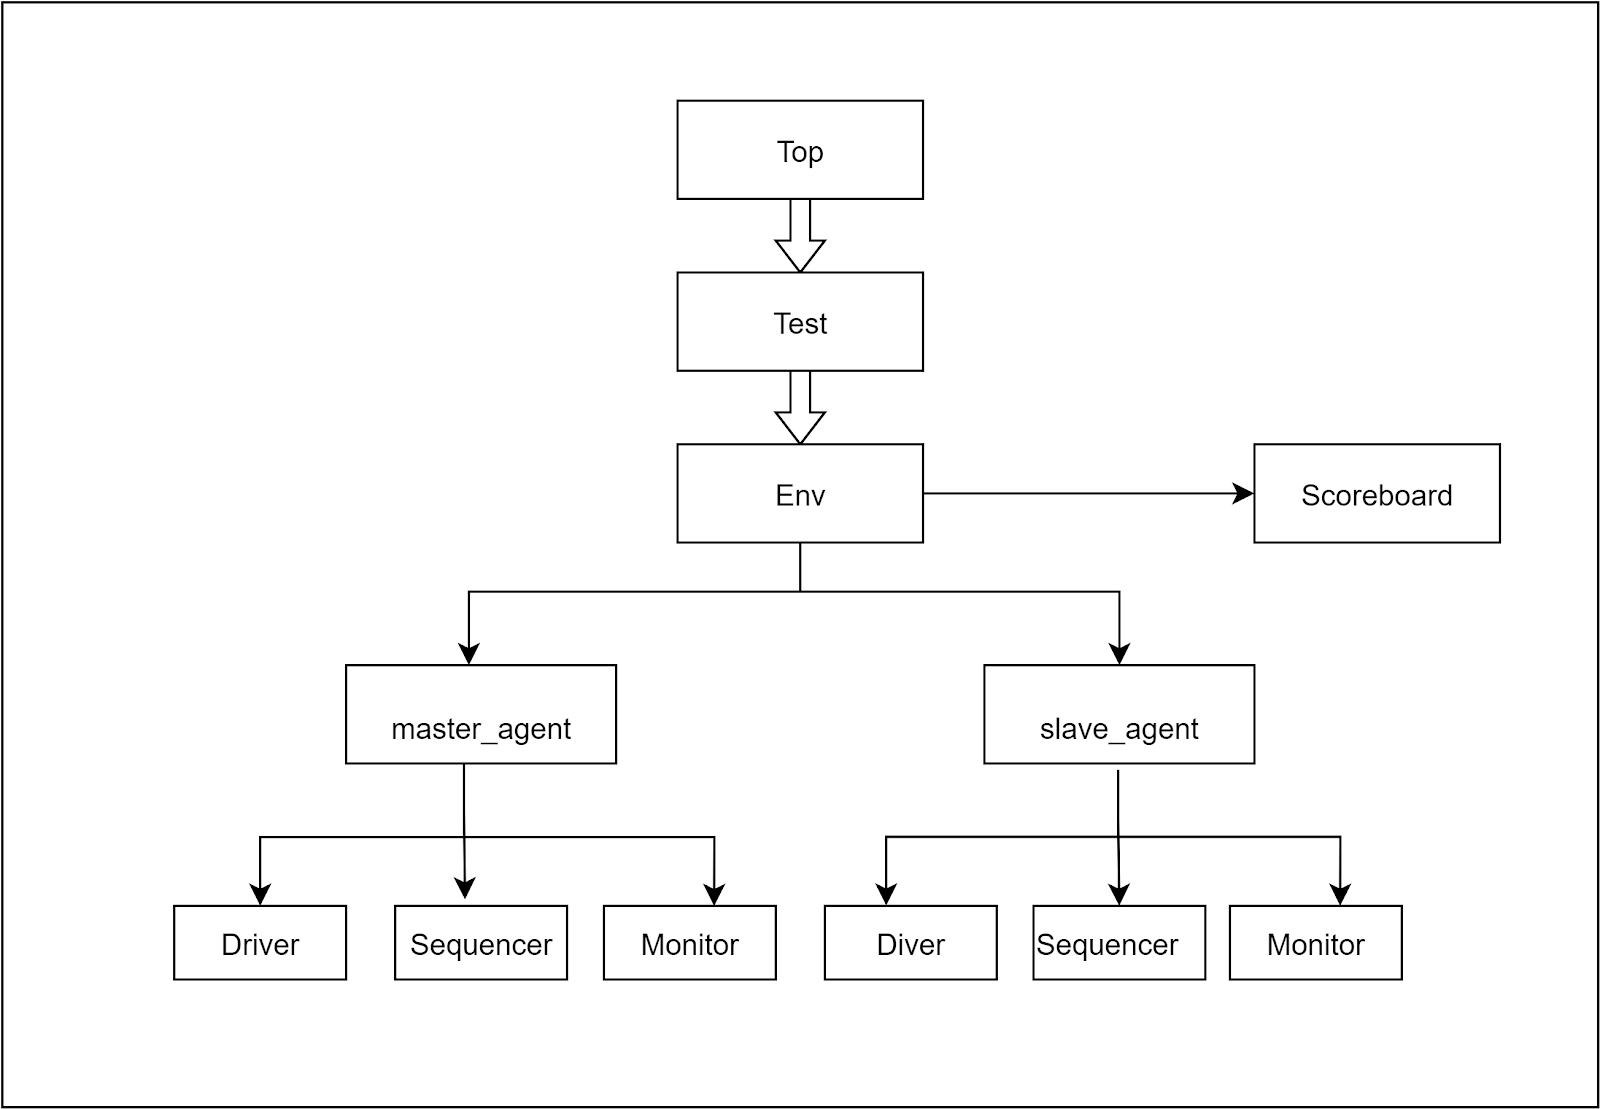 Top
Test
Env
Scoreboard
master_agent
slave_agent
Driver
Sequencer
Monitor
Diver
Sequencer
Monitor